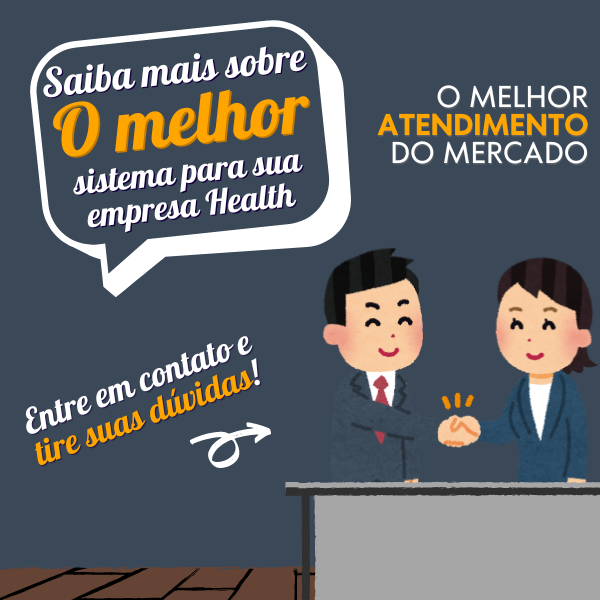 Saiba mais sobre
O melhor
sistema para sua
empresa Health
O MELHOR
ATENDIMENTO
DO MERCADO
Entre em contato e
tire suas dúvidas!